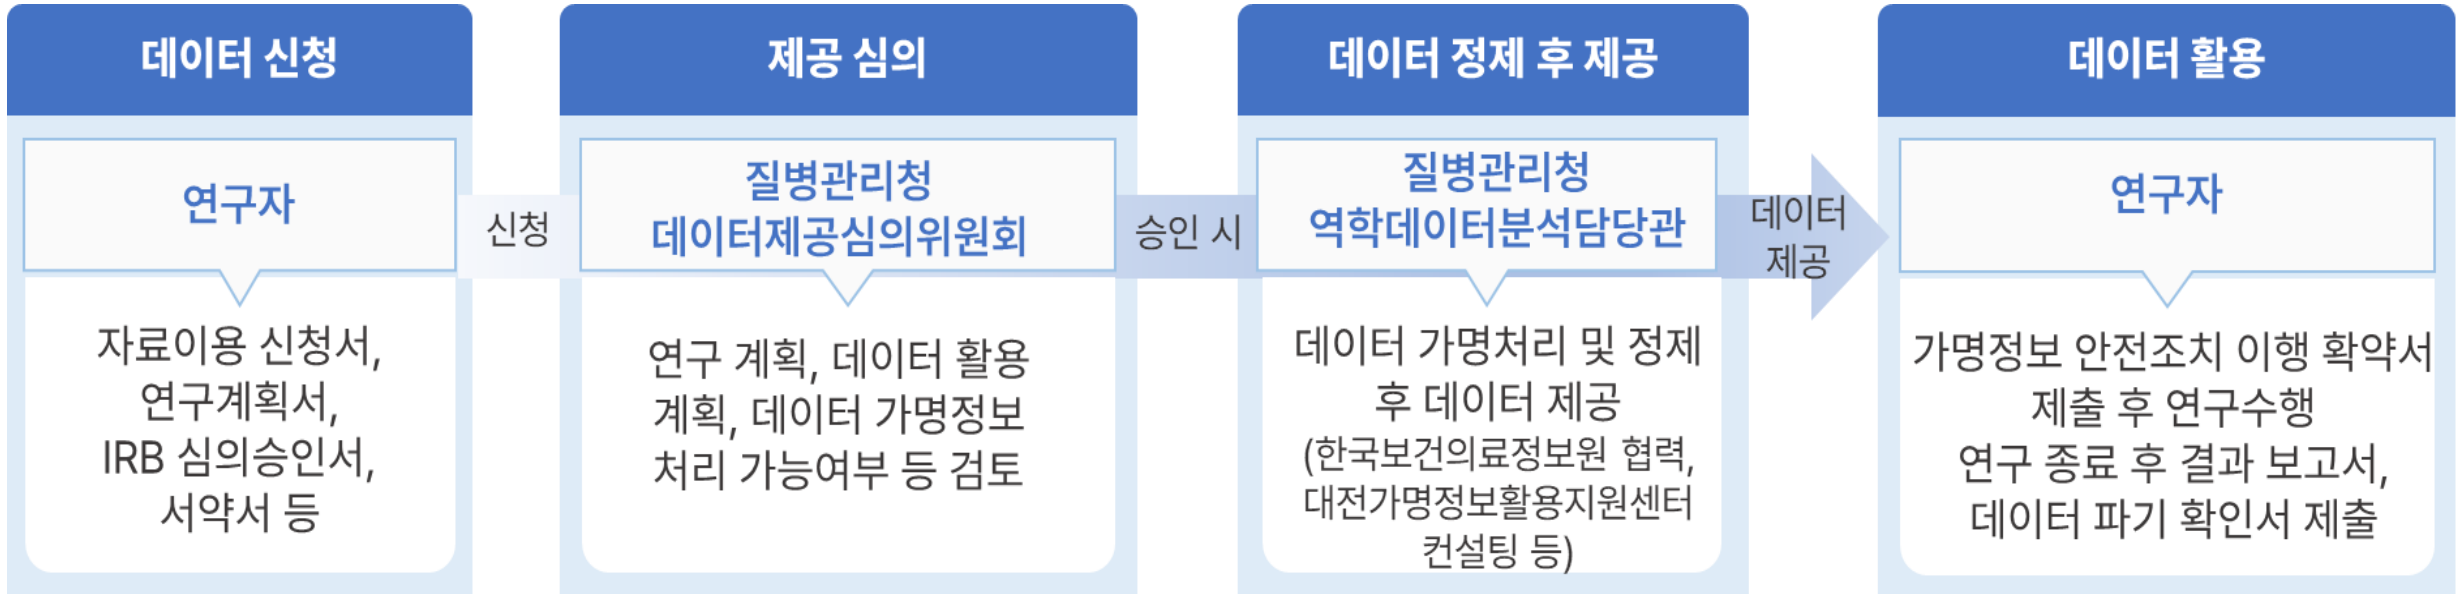 데이터 신청
연구자
자료이용 신청서,
연구계획서,
IRB 심의승인서,
서약서 등
신청
제공 심의
질병관리청
데이터제공심의위원회
연구 계획, 데이터 활용
계획, 데이터 가명정보
처리 가능여부 등 검토
승인 시
데이터 정제 후 제공
질병관리청
역학데이터분석담당관
데이터 가명처리 및 정제
후 데이터 제공
(한국보건의료정보원 협력,
대전가명정보활용지원센터
컨설팅 등)
데이터
제공
데이터 활용
연구자
가명정보 안전조치 이행 확약서
제출 후 연구수행
연구 종료 후 결과 보고서,
데이터 파기 확인서 제출